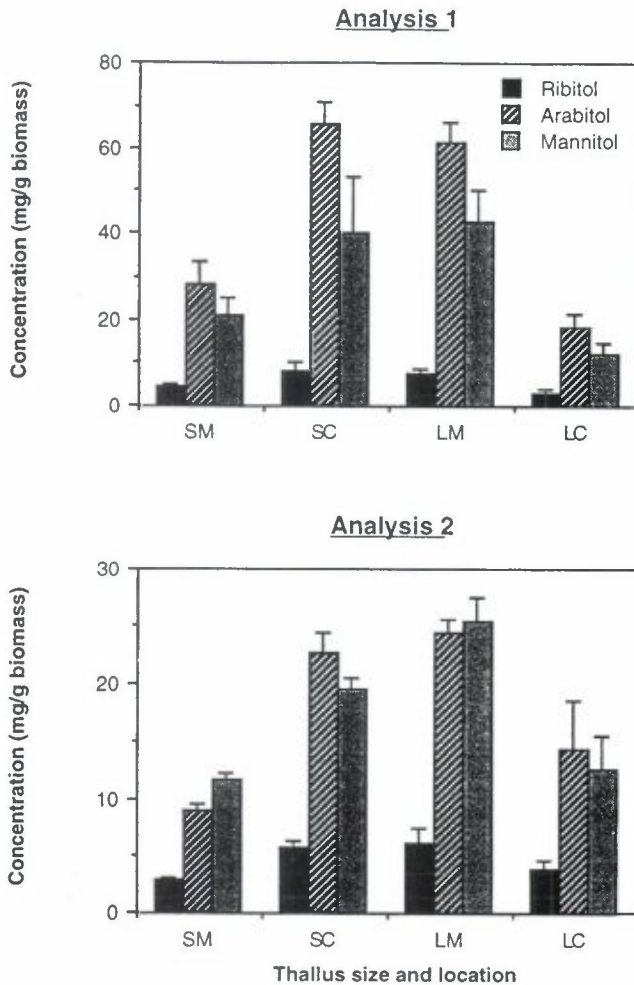 Analysis 1
Concentration (mg/g biomass)
80
60
40
20
0
Ribitol
Arabitol
Mannitol
SM SC LM LC
Analysis 2
Concentration (mg/g biomass)
30
20
10
0
SM SC LM LC
Thallus size and location